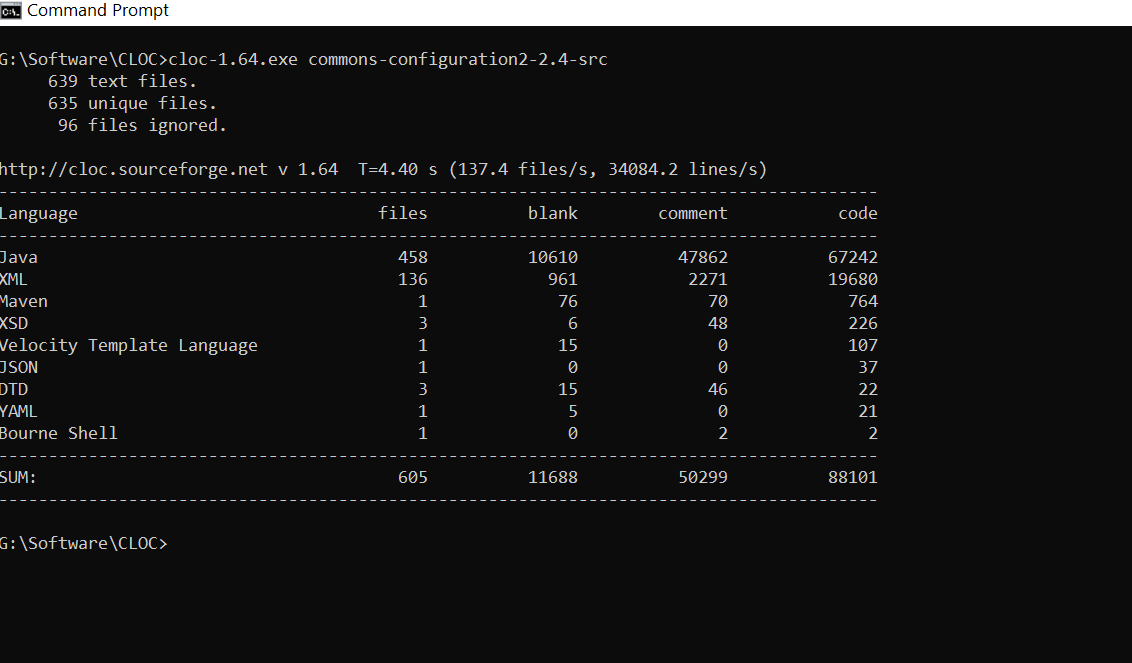 Command Prompt
G:\Software\CLOC>cloc-1.64.exe commons-configuration2-2.4-src
639 text files.
635 unique files.
96 files ignored.
http://cloc.sourceforge.net v 1.64  T=4.40 s (137.4 files/s, 34084.2 lines/s)
-------------------------------------------------------------------------------
Language                     files          blank        comment           code
-------------------------------------------------------------------------------
Java                           458          10610          47862          67242
XML                            136            961           2271          19680
Maven                            1             76             70            764
XSD                              3              6             48            226
Velocity Template Language       1             15              0            107
JSON                             1              0              0             37
DTD                              3             15             46             22
YAML                             1              5              0             21
Bourne Shell                     1              0              2              2
-------------------------------------------------------------------------------
SUM:                           605          11688          50299          88101
-------------------------------------------------------------------------------
G:\Software\CLOC>